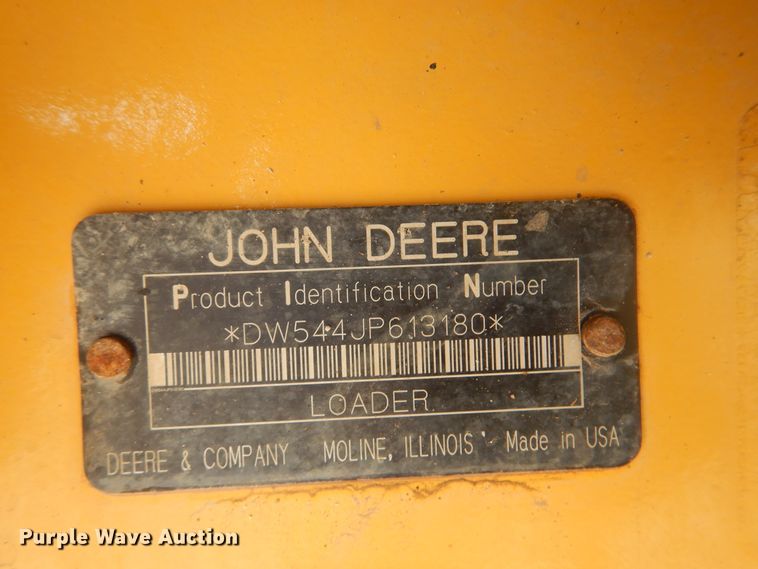 JOHN DEERE
Product Identification Number
*DW544JP613180*
LOADER
DEERE & COMPANY MOLINE, ILLINOIS Made in USA
Purple Wave Auction